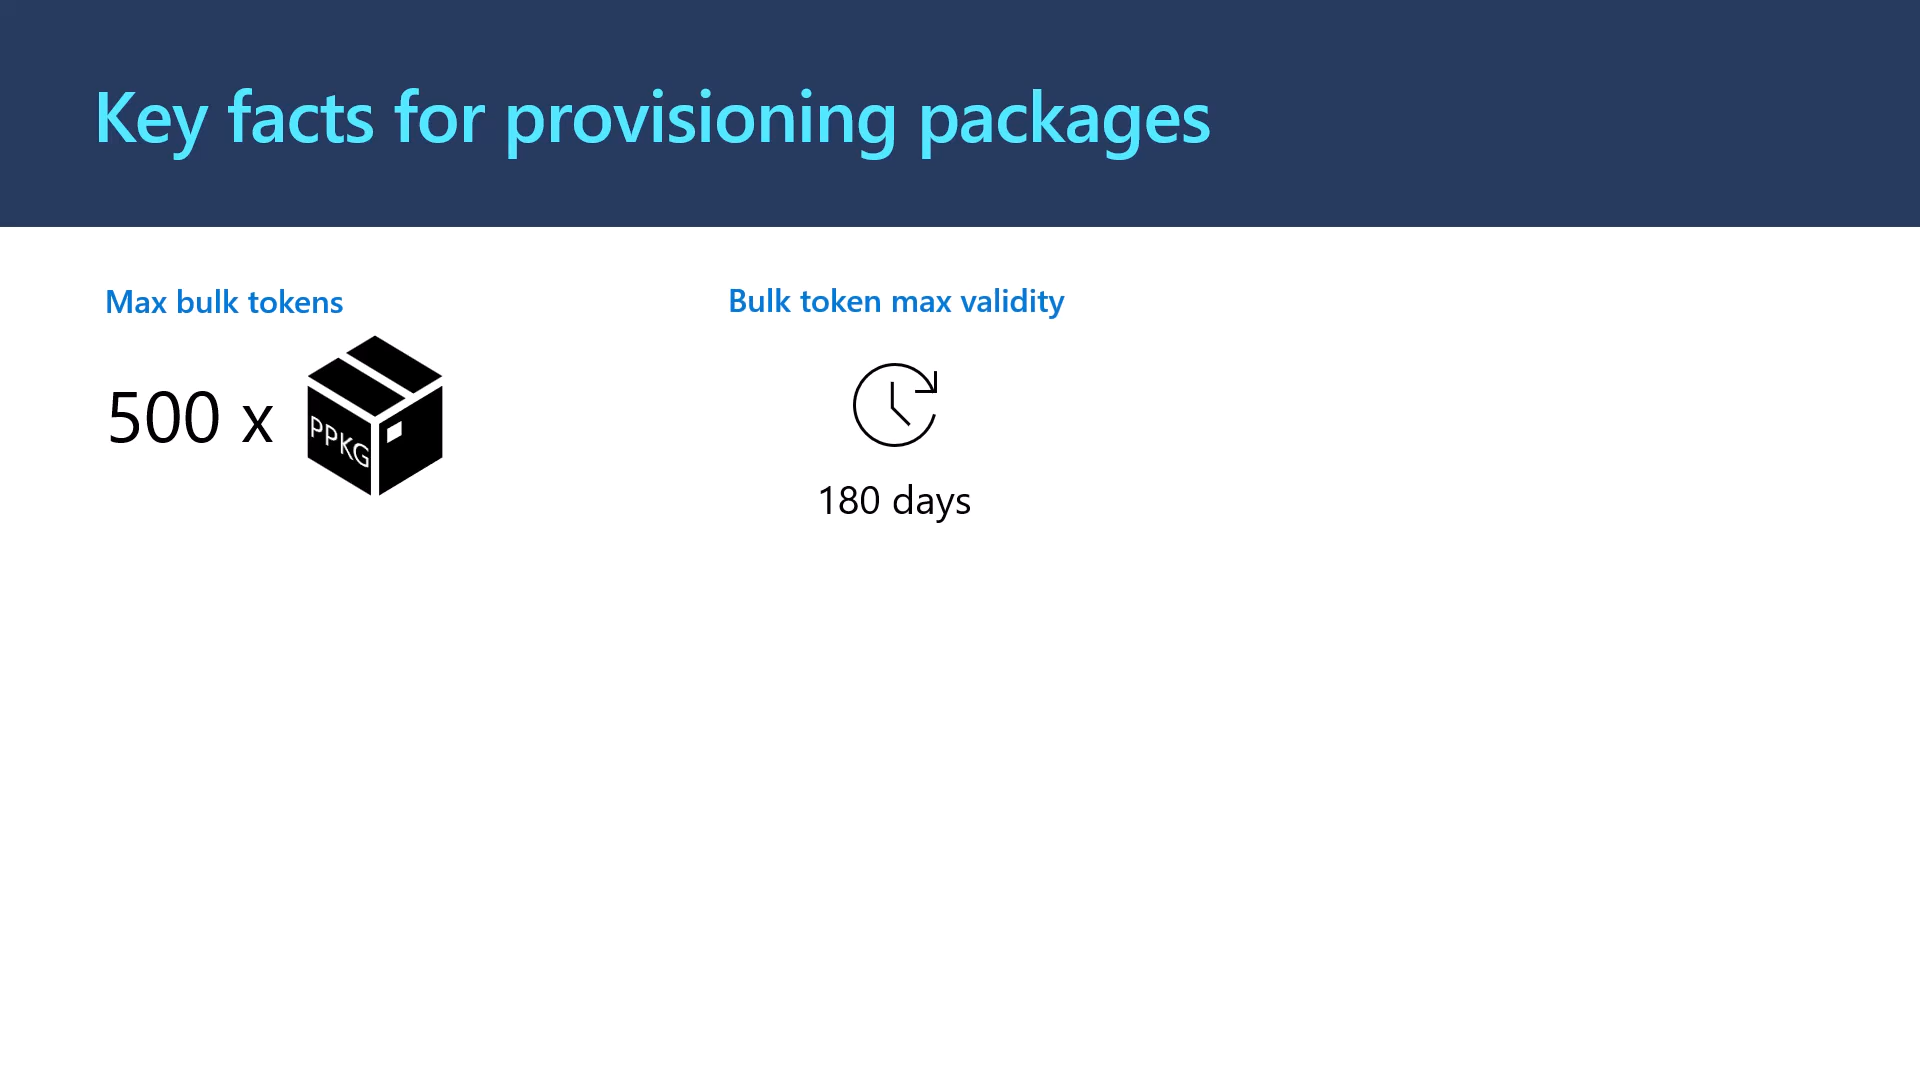 Key facts for provisioning packages
Max bulk tokens
500 x
PPKG
Bulk token max validity
180 days